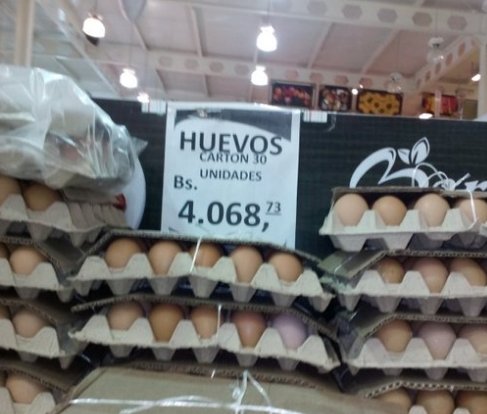 HUEVOS
CARTON 30
UNIDADES
Bs.
4.068,73